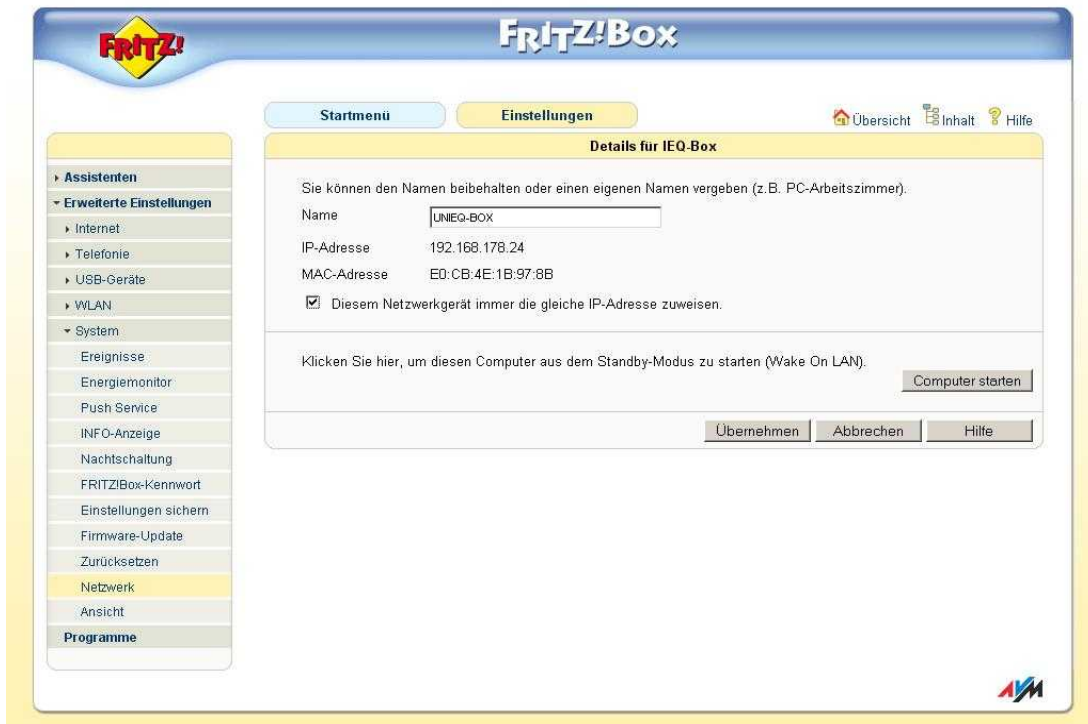 FRITZ!
FRITZ!Box
Startmenü
Einstellungen
Übersicht
Inhalt
Hilfe
Details für IEQ-Box
Assistenten
Erweiterte Einstellungen
Internet
Telefonie
USB-Geräte
WLAN
System
Ereignisse
Energiemonitor
Push Service
INFO-Anzeige
Nachtschaltung
FRITZ!Box-Kennwort
Einstellungen sichern
Firmware-Update
Zurücksetzen
Netzwerk
Ansicht
Programme
Sie können den Namen beibehalten oder einen eigenen Namen vergeben (z.B. PC-Arbeitszimmer).
Name UNIEQ-BOX
IP-Adresse 192.168.178.24
MAC-Adresse E0:CB:4E:1B:97:8B
Diesem Netzwerkgerät immer die gleiche IP-Adresse zuweisen.
Klicken Sie hier, um diesen Computer aus dem Standby-Modus zu starten (Wake On LAN).
Computer starten
Übernehmen
Abbrechen
Hilfe
AVM